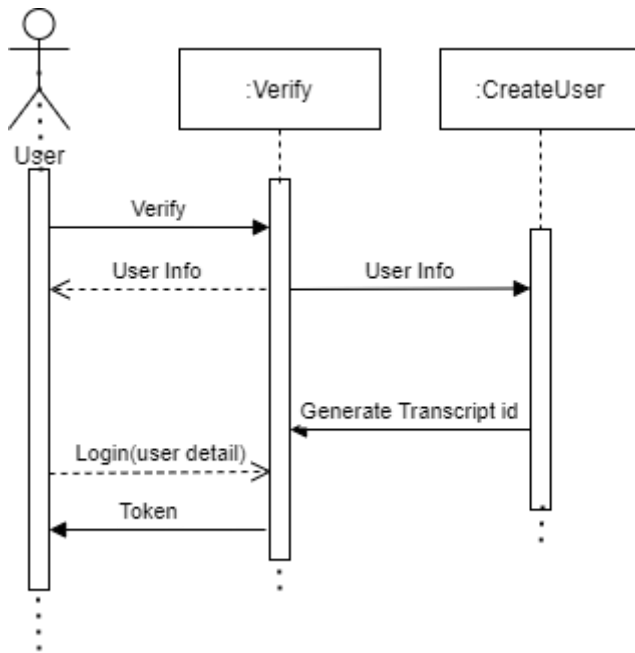 :Verify
:CreateUser
User
Verify
User Info
User Info
Generate Transcript id
Login(user detail)
Token